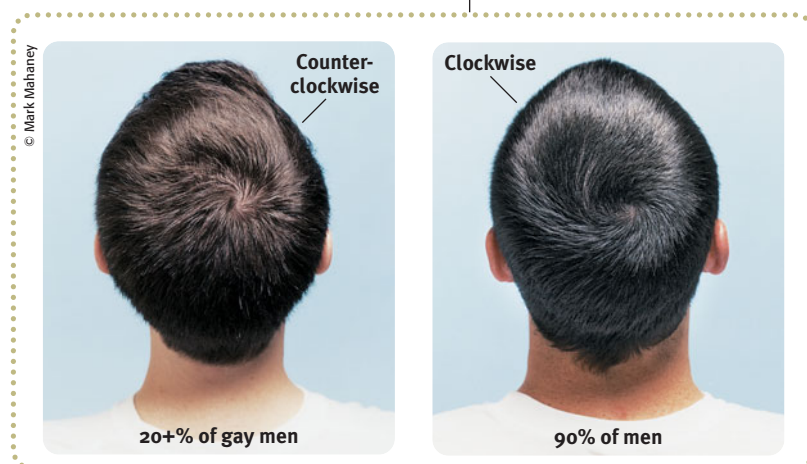 © Mark Mahaney
Counter-
clockwise
20+% of gay men
Clockwise
90% of men